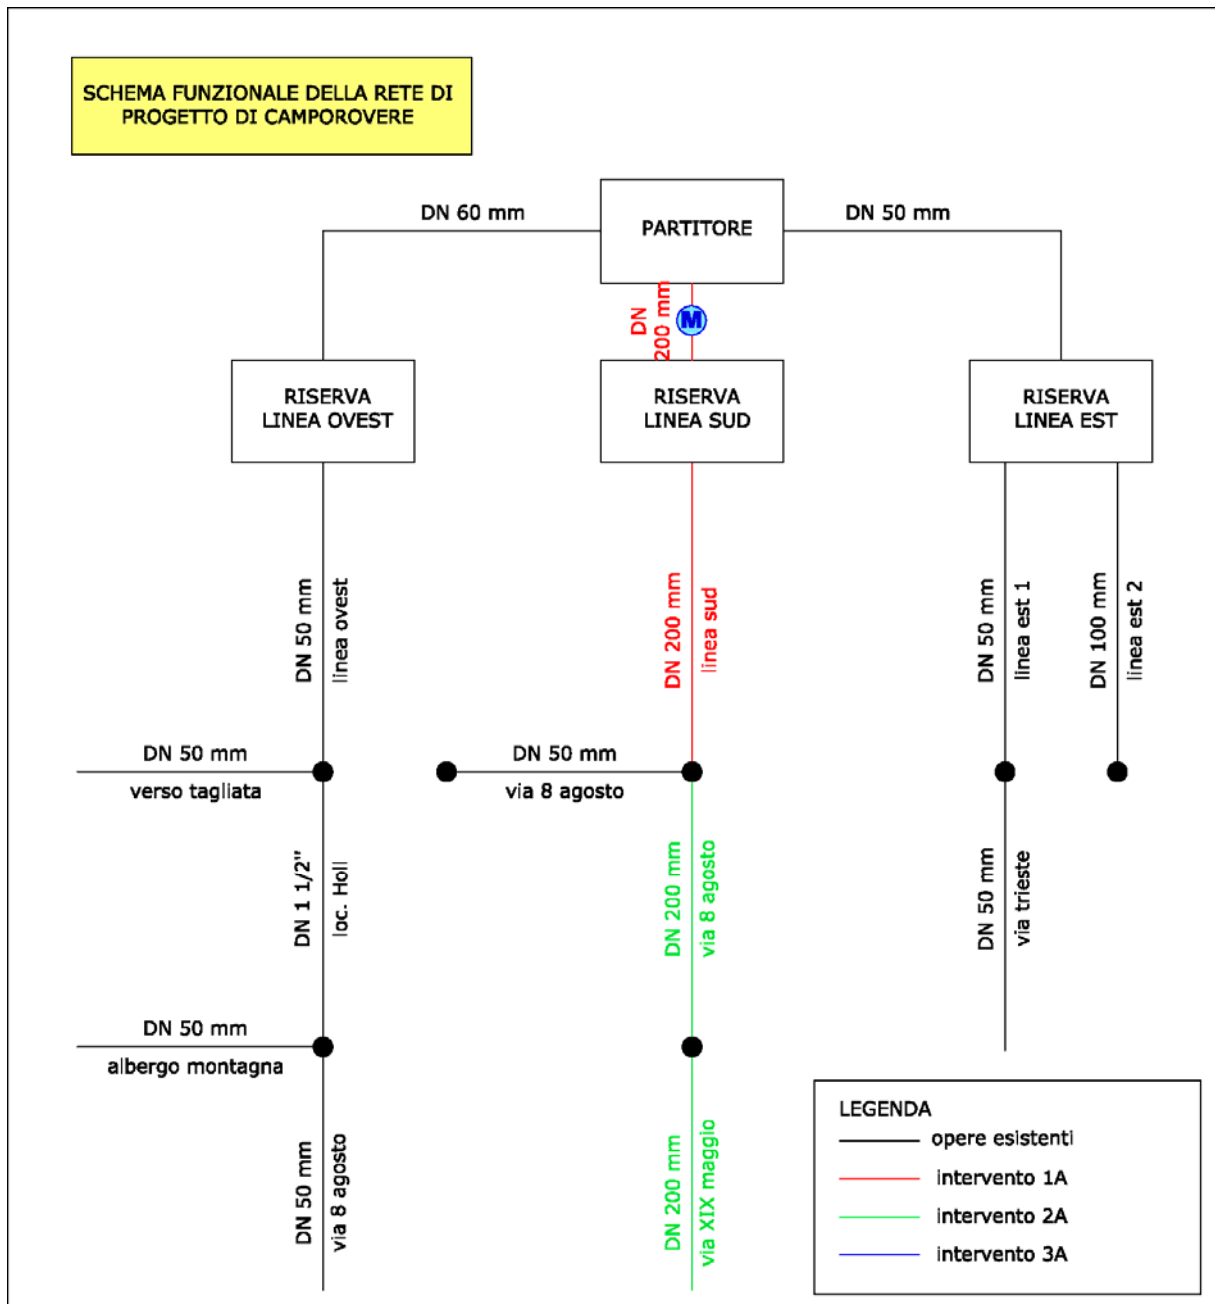 SCHEMA FUNZIONALE DELLA RETE DI
PROGETTO DI CAMPOROVERE
DN 60 mm
PARTITORE
DN 50 mm
DN
200 mm
M
RISERVA
LINEA OVEST
RISERVA
LINEA SUD
RISERVA
LINEA EST
DN 50 mm
linea ovest
DN 200 mm
linea sud
DN 50 mm
linea est 1
DN 100 mm
linea est 2
DN 50 mm
verso tagliata
DN 50 mm
via 8 agosto
DN 1 1/2"
loc. Holl
DN 200 mm
via 8 agosto
DN 50 mm
via trieste
DN 50 mm
albergo montagna
DN 50 mm
via 8 agosto
DN 200 mm
via XIX maggio
LEGENDA
opere esistenti
intervento 1A
intervento 2A
intervento 3A